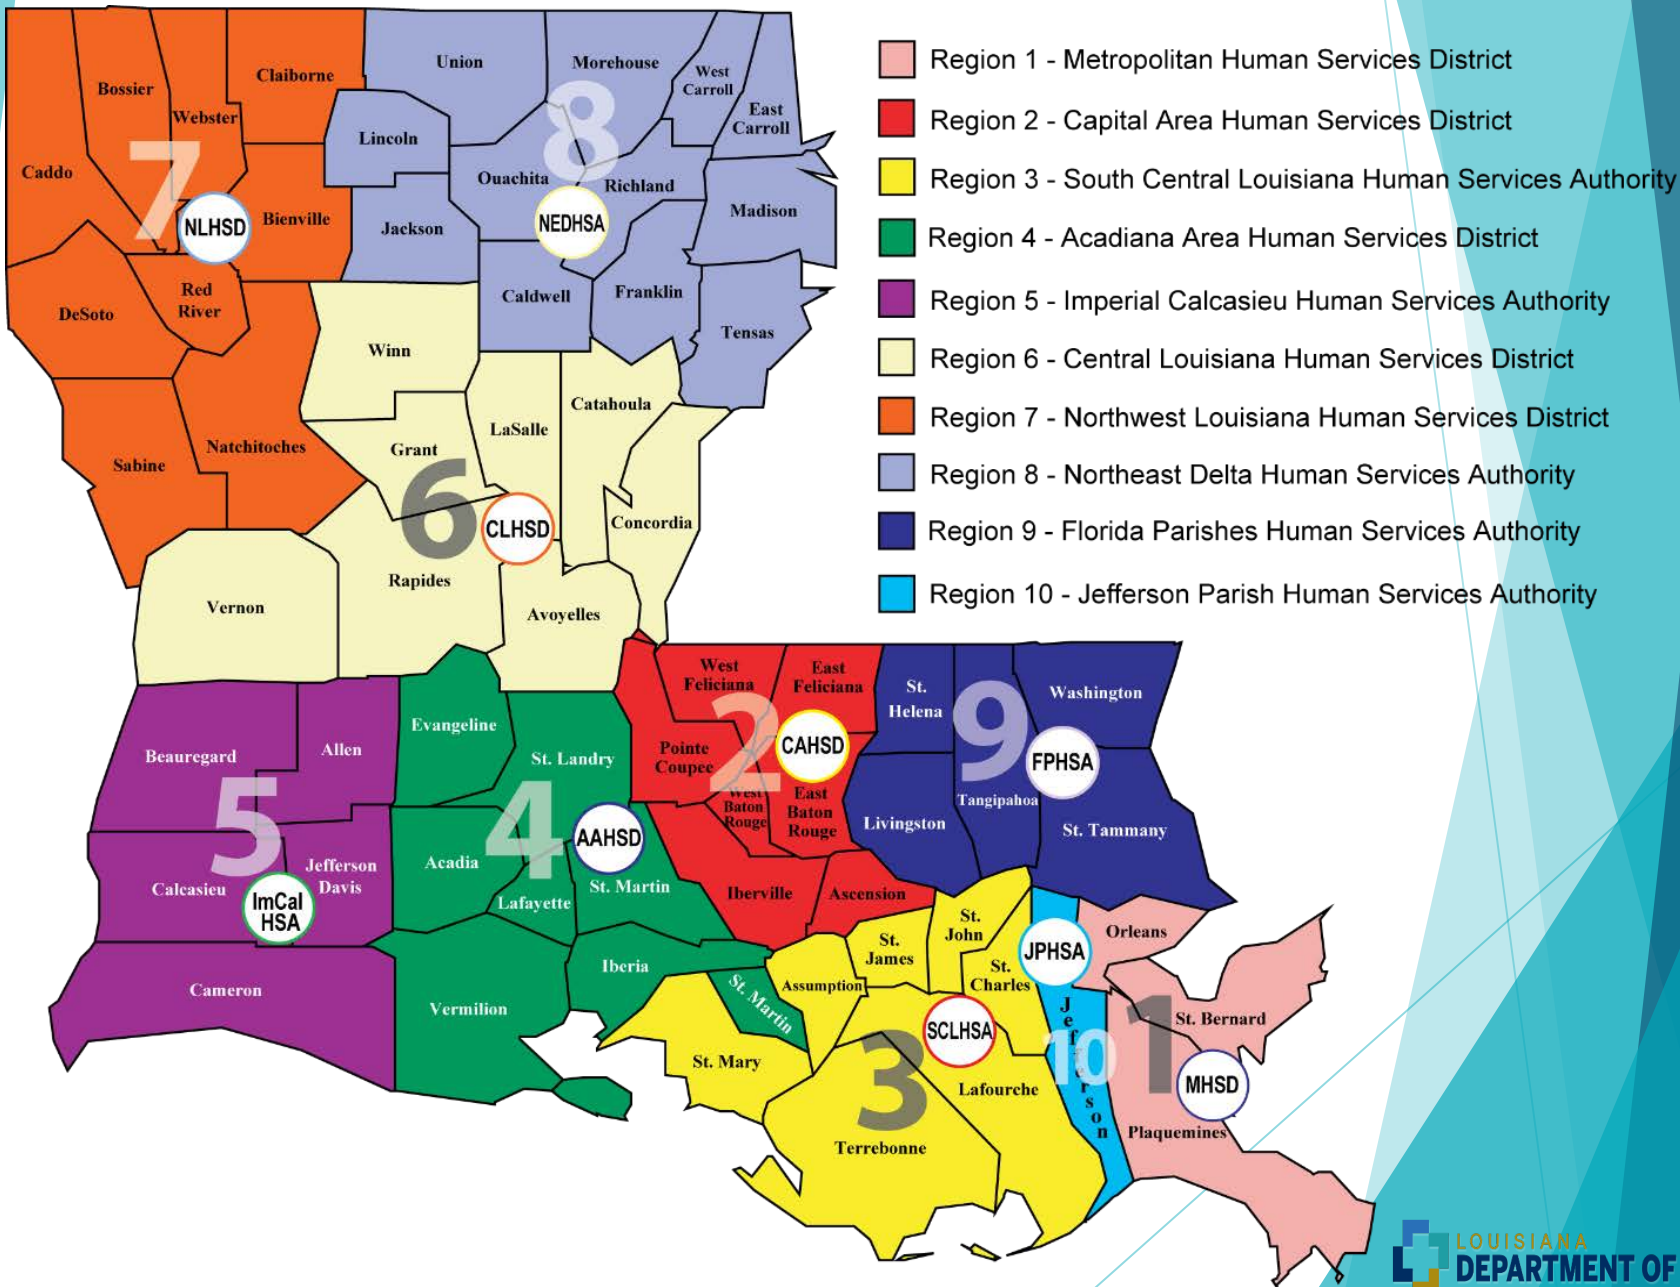 Region 1 - Metropolitan Human Services District
Region 2 - Capital Area Human Services District
Region 3 - South Central Louisiana Human Services Authority
Region 4 - Acadiana Area Human Services District
Region 5 - Imperial Calcasieu Human Services Authority
Region 6 - Central Louisiana Human Services District
Region 7 - Northwest Louisiana Human Services District
Region 8 - Northeast Delta Human Services Authority
Region 9 - Florida Parishes Human Services Authority
Region 10 - Jefferson Parish Human Services Authority
Caddo
Bossier
Webster
Claiborne
7
NLHSD
Bienville
DeSoto
Red
River
Sabine
Natchitoches
Union
Morehouse
West
Carroll
East
Carroll
Lincoln
8
Ouachita
Richland
NEDHSA
Madison
Jackson
Caldwell
Franklin
Tensas
Winn
Grant
LaSalle
Catahoula
6
CLHSD
Concordia
Rapides
Vernon
Avoyelles
Beauregard
Allen
5
Calcasieu
Jefferson
Davis
ImCal
HSA
Cameron
Evangeline
St. Landry
4
AAHSD
Acadia
Lafayette
St. Martin
Iberia
Vermilion
St. Martin
West
Feliciana
East
Feliciana
Pointe
Coupee
2
CAHSD
West
Baton
Rouge
East
Baton
Rouge
Iberville
Ascension
St.
Helena
9
Washington
FPHSA
Tangipahoa
Livingston
St. Tammany
St.
John
St.
James
St.
Charles
Assumption
SCLHSA
St. Mary
3
Lafourche
Terrebonne
JPHSA
Jefferson
10
Orleans
1
St. Bernard
MHSD
Plaquemines
LOUISIANA
DEPARTMENT OF